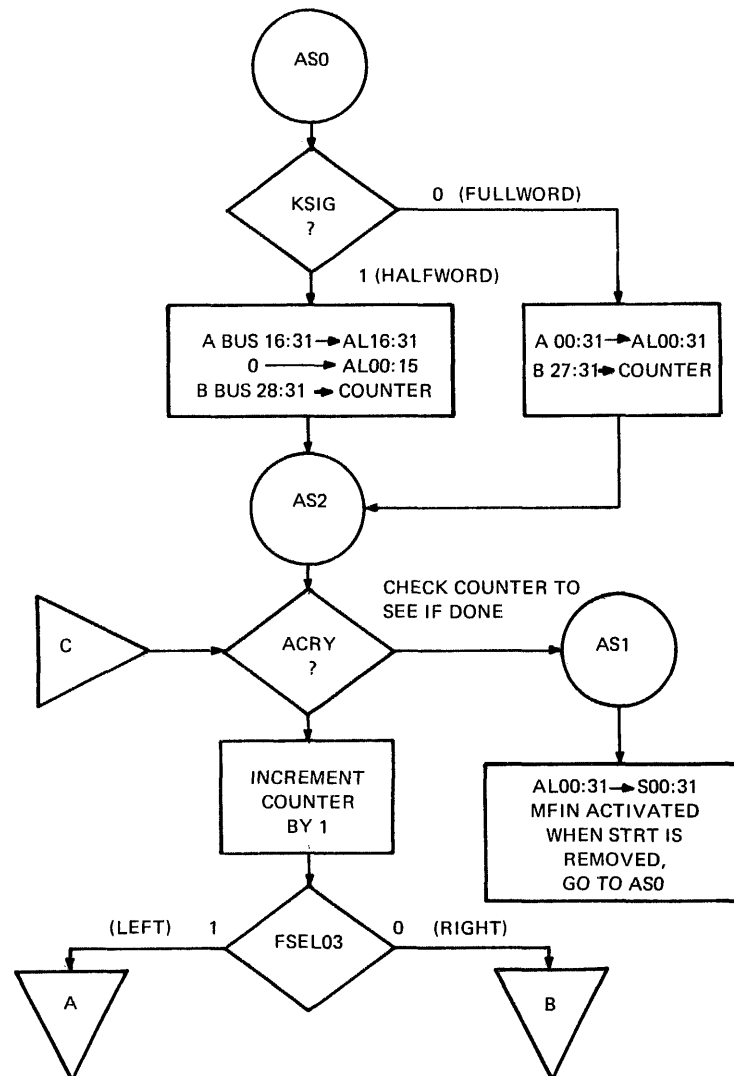 AS0
KSIG
?
0 (FULLWORD)
1 (HALFWORD)
A BUS 16:31→AL16:31
0→AL00:15
B BUS 28:31→COUNTER
A 00:31→AL00:31
B 27:31→COUNTER
AS2
CHECK COUNTER TO
SEE IF DONE
C
ACRY
?
AS1
INCREMENT
COUNTER
BY 1
AL00:31→S00:31
MFIN ACTIVATED
WHEN STRT IS
REMOVED,
GO TO AS0
(LEFT) 1
FSEL03
0 (RIGHT)
A
B